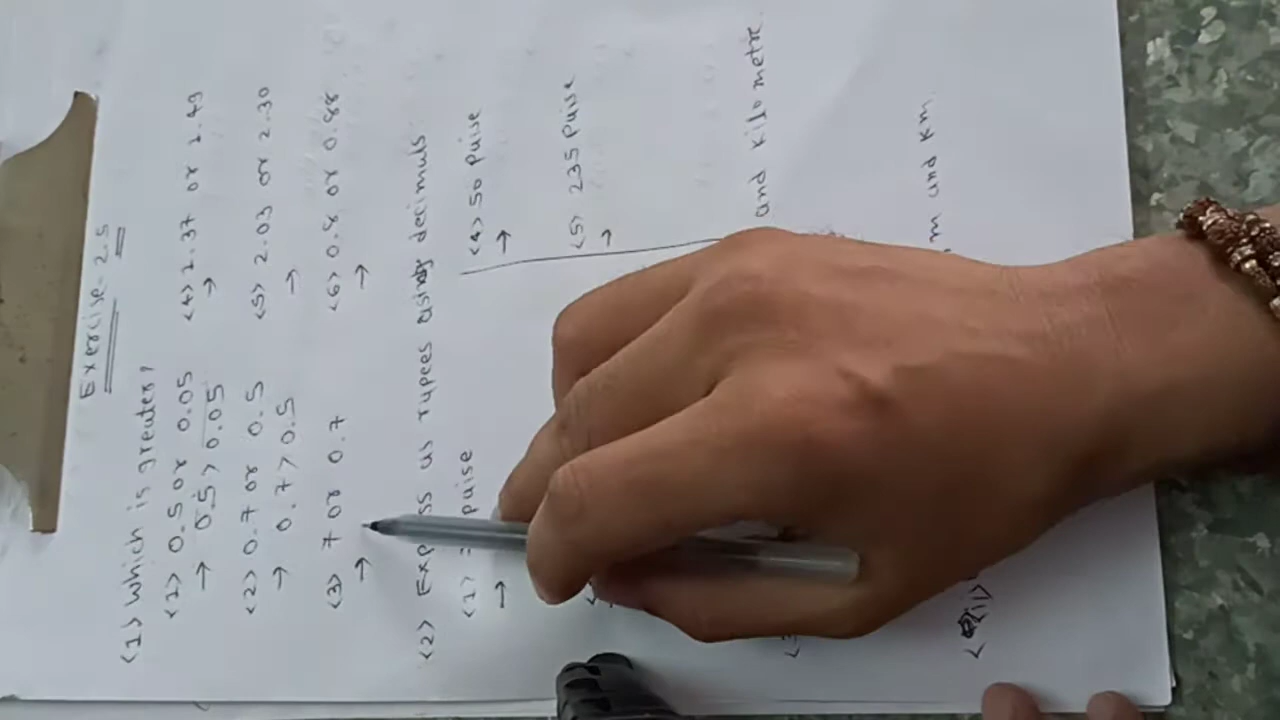 Exercise-2.5
<1> Which is greater?
<1> 0.5 or 0.05
→ 0.5 > 0.05
<2> 0.7 or 0.5
→ 0.7 > 0.5
<3> 7 or 0.7
→
<4> 1.37 or 1.49
→
<5> 2.03 or 2.30
→
<6> 0.8 or 0.88
→
<2> Express as rupees using decimals
<1> paise
→
<4> 50 Paise
→
<5> 235 Paise
→
and kilometre.
m and Km.